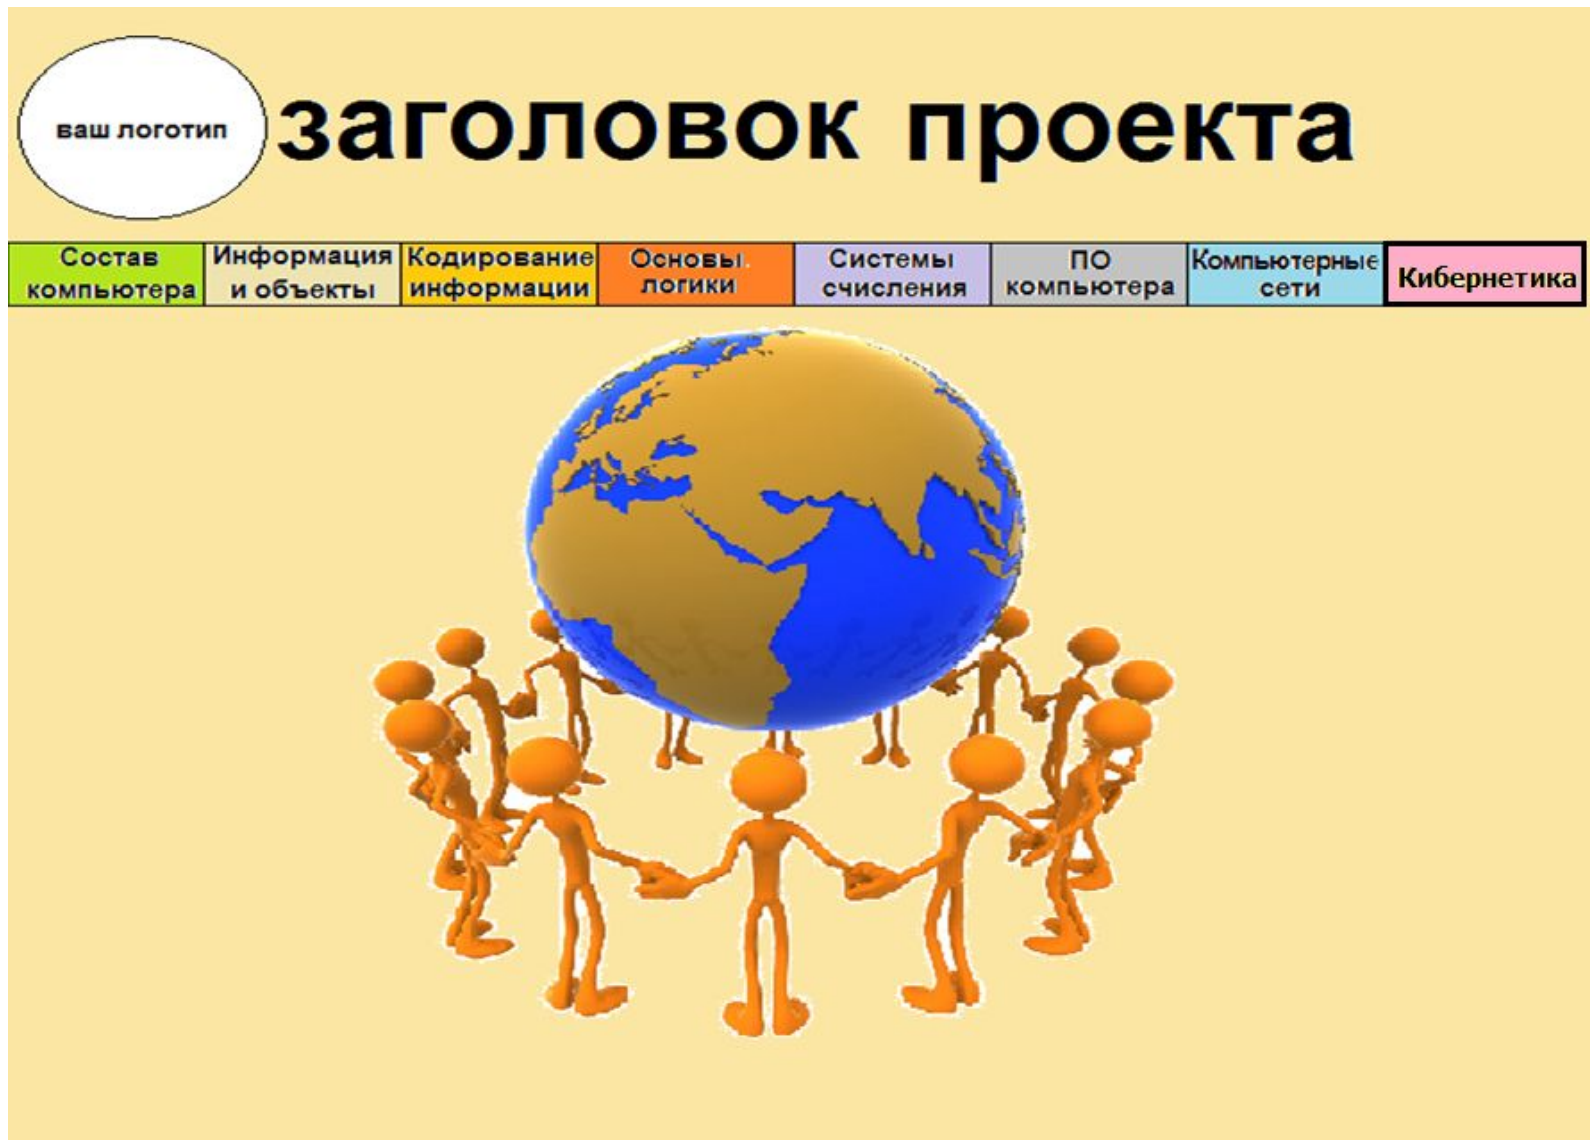 ваш логотип
заголовок проекта
Состав
компьютера
Информация
и объекты
Кодирование
информации
Основы.
логики
Системы
счисления
ПО
компьютера
Компьютерные
сети
Кибернетика